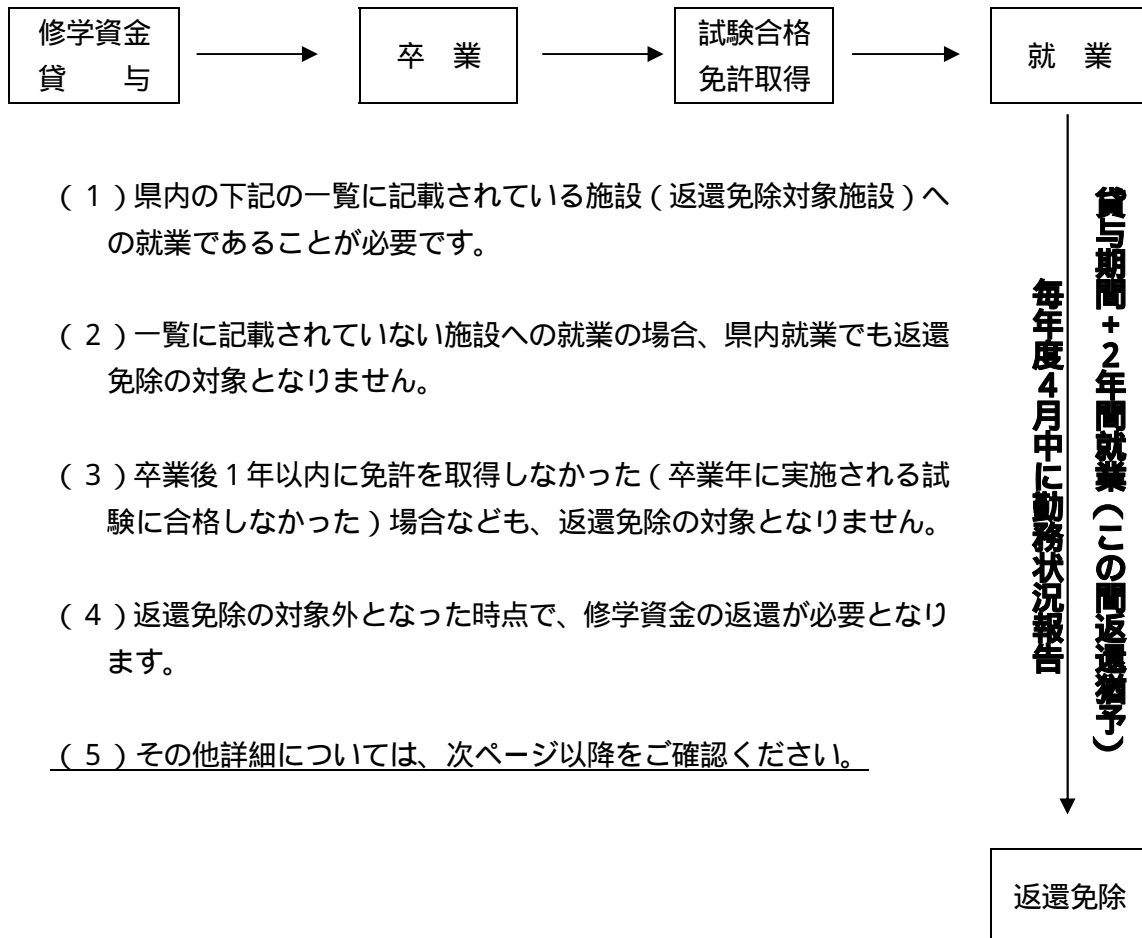 修学資金
貸　　与
卒　業
試験合格
免許取得
就　業
（１）県内の下記の一覧に記載されている施設（返還免除対象施設）へ
の就業であることが必要です。
（２）一覧に記載されていない施設への就業の場合、県内就業でも返還
免除の対象となりません。
（３）卒業後１年以内に免許を取得しなかった（卒業年に実施される試
験に合格しなかった）場合なども、返還免除の対象となりません。
（４）返還免除の対象外となった時点で、修学資金の返還が必要となり
ます。
（５）その他詳細については、次ページ以降をご確認ください。
貸与期間＋２年間就業（この間返還猶予）
毎年度４月中に勤務状況報告
返還免除